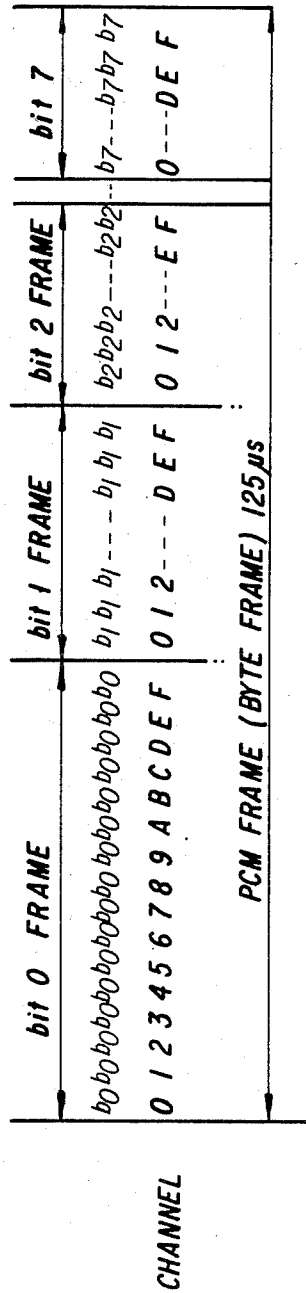 bit 0 FRAME bit 1 FRAME bit 2 FRAME bit 7
b0b0b0b0b0b0b0b0b0b0b0b0b0b0b0b0 b1 b1 b1 --- b1 b1 b1 b2b2b2---b2b2--- b7---b7b7b7
CHANNEL 0 1 2 3 4 5 6 7 8 9 A B C D E F 0 1 2---D E F 0 1 2---E F 0---D E F
PCM FRAME (BYTE FRAME) 125µs